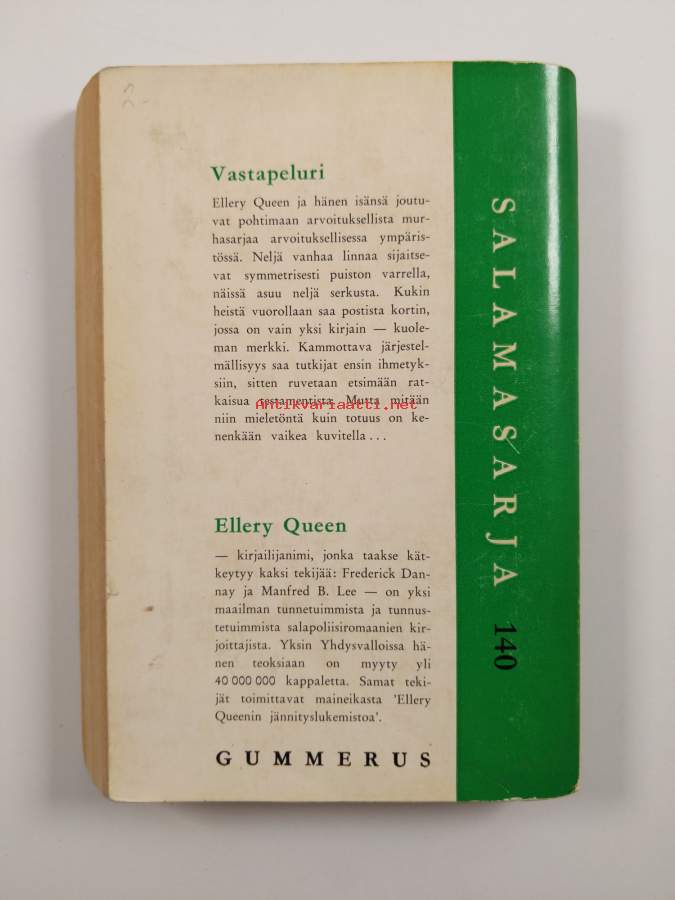 2.
Vastapeluri
Ellery Queen ja hänen isänsä joutu-
vat pohtimaan arvoituksellista mur-
hasarjaa arvoituksellisessa ympäris-
tössä. Neljä vanhaa linnaa sijaitse-
vat symmetrisesti puiston varrella,
näissä asuu neljä serkusta. Kukin
heistä vuorollaan saa postista kortin,
jossa on vain yksi kirjain — kuole-
man merkki. Kammottava järjestel-
mällisyys saa tutkijat ensin ihmetyk-
siin, sitten ruvetaan etsimään rat-
kaisua testamentista. Mutta mitään
Antikvariaatti.net
niin mieletöntä kuin totuus on ke-
nenkään vaikea kuvitella...
Ellery Queen
— kirjailijanimi, jonka taakse kät-
keytyy kaksi tekijää: Frederick Dan-
nay ja Manfred B. Lee — on yksi
maailman tunnetuimmista ja tunnus-
tetuimmista salapoliisiromaanien kir-
joittajista. Yksin Yhdysvalloissa hä-
nen teoksiaan on myyty yli
40 000 000 kappaletta. Samat teki-
jät toimittavat maineikasta 'Ellery
Queenin jännityslukemistoa'.
GUMMERUS
SALAMASARJA 140